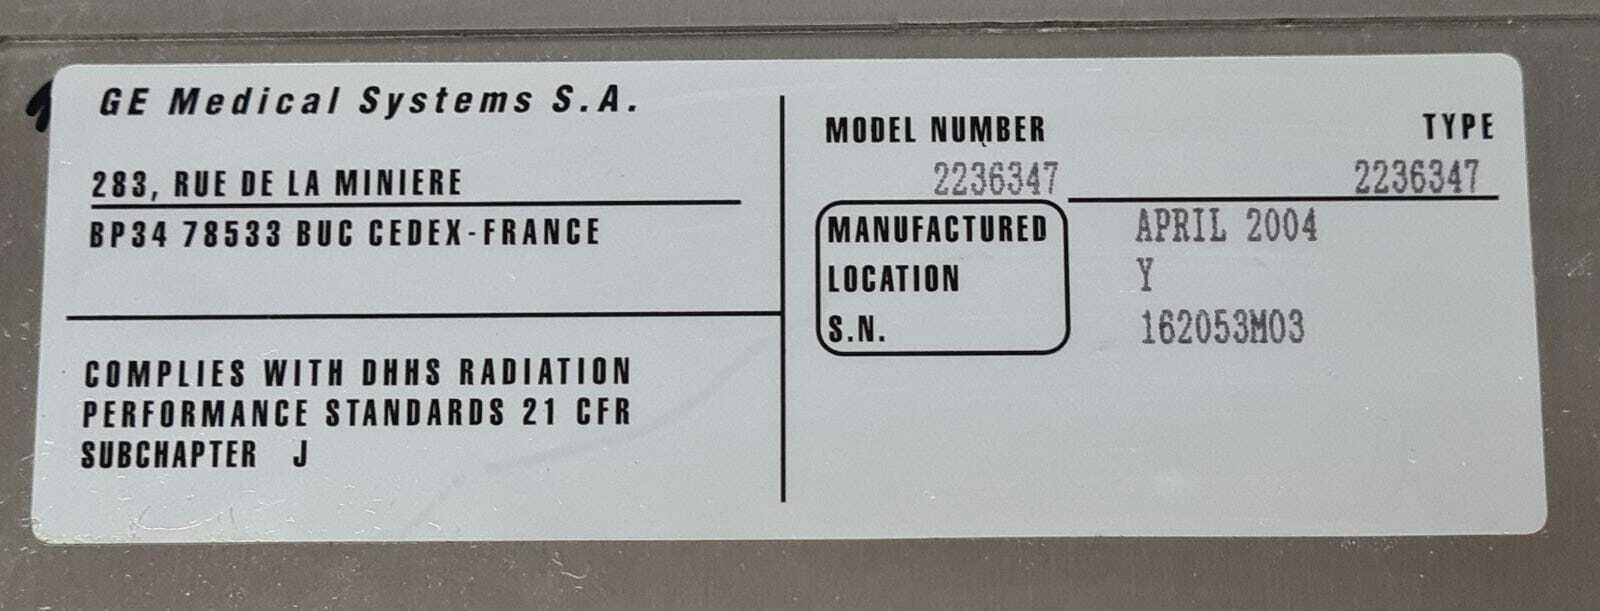 GE Medical Systems S.A.
283, RUE DE LA MINIERE
BP34 78533 BUC CEDEX-FRANCE
COMPLIES WITH DHHS RADIATION
PERFORMANCE STANDARDS 21 CFR
SUBCHAPTER J
MODEL NUMBER TYPE
2236347 2236347
MANUFACTURED APRIL 2004
LOCATION Y
S.N. 162053M03